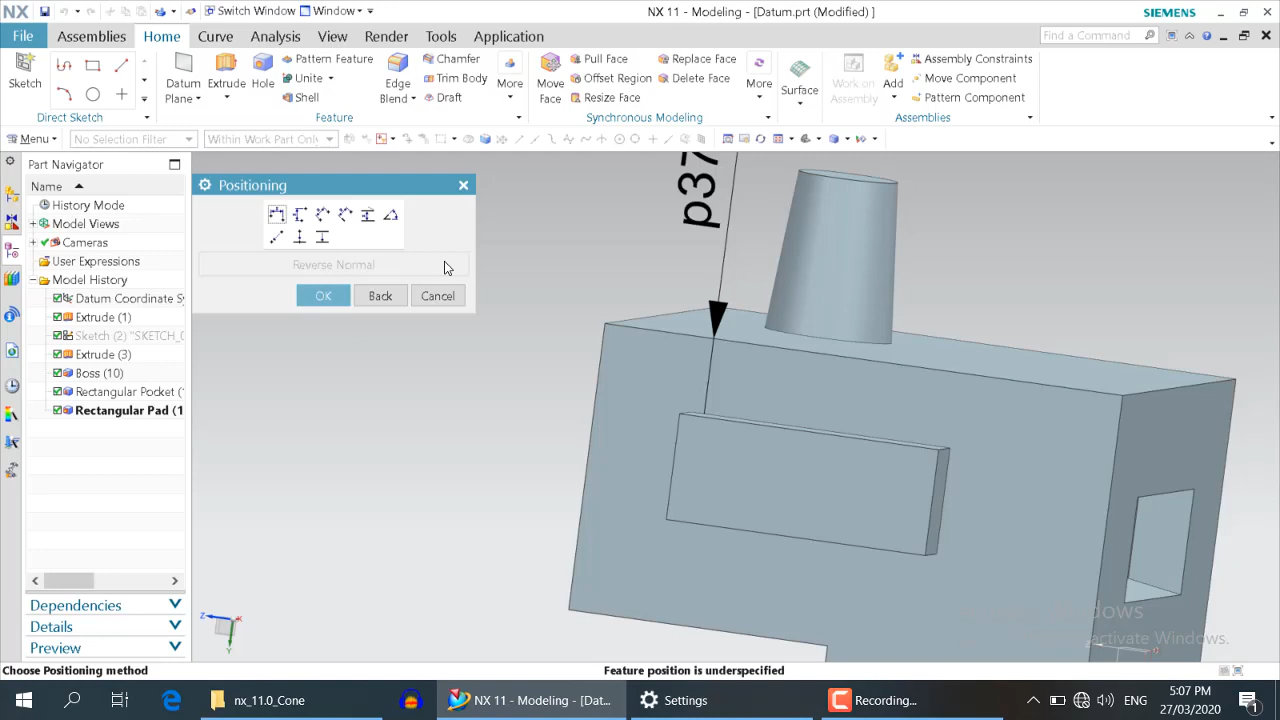 NX Switch Window Window NX 11 - Modeling - [Datum.prt (Modified) ] SIEMENS
File Assemblies Home Curve Analysis View Render Tools Application Find a Command
Sketch
Direct Sketch
Datum Plane
Extrude
Hole
Pattern Feature
Unite
Shell
Edge Blend
Chamfer
Trim Body
Draft
More
Feature
Move Face
Pull Face
Offset Region
Resize Face
Replace Face
Delete Face
More
Synchronous Modeling
Surface
Work on Assembly
Add
Assembly Constraints
Move Component
Pattern Component
Assemblies
Menu No Selection Filter Within Work Part Only
Part Navigator
Name
History Mode
Model Views
Cameras
User Expressions
Model History
Datum Coordinate Sy
Extrude (1)
Sketch (2) "SKETCH_0
Extrude (3)
Boss (10)
Rectangular Pocket (1
Rectangular Pad (1
Dependencies
Details
Preview
Positioning
Reverse Normal
OK Back Cancel
p37
Z X
Y
Choose Positioning method Feature position is underspecified
nx_11.0_Cone NX 11 - Modeling - [Dat... Settings Recording... ENG 5:07 PM
27/03/2020